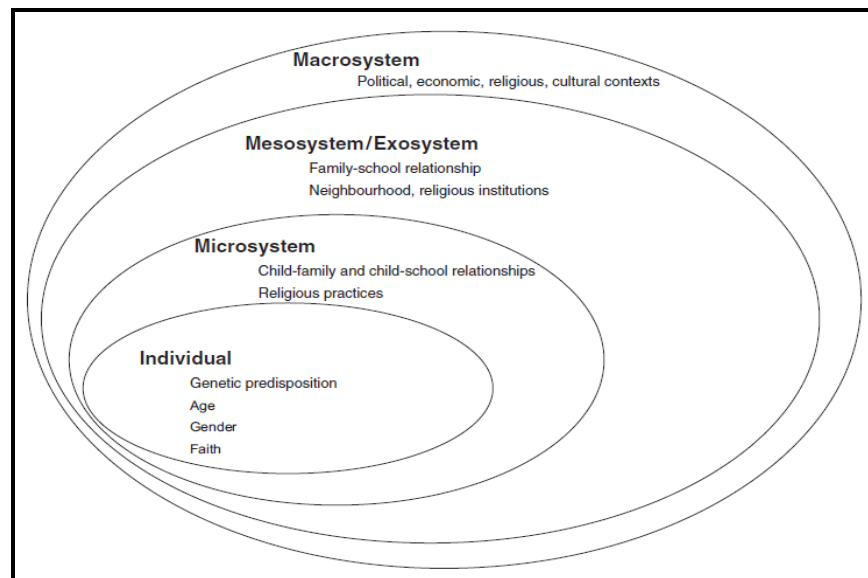 Macrosystem
Political, economic, religious, cultural contexts
Mesosystem/Exosystem
Family-school relationship
Neighbourhood, religious institutions
Microsystem
Child-family and child-school relationships
Religious practices
Individual
Genetic predisposition
Age
Gender
Faith